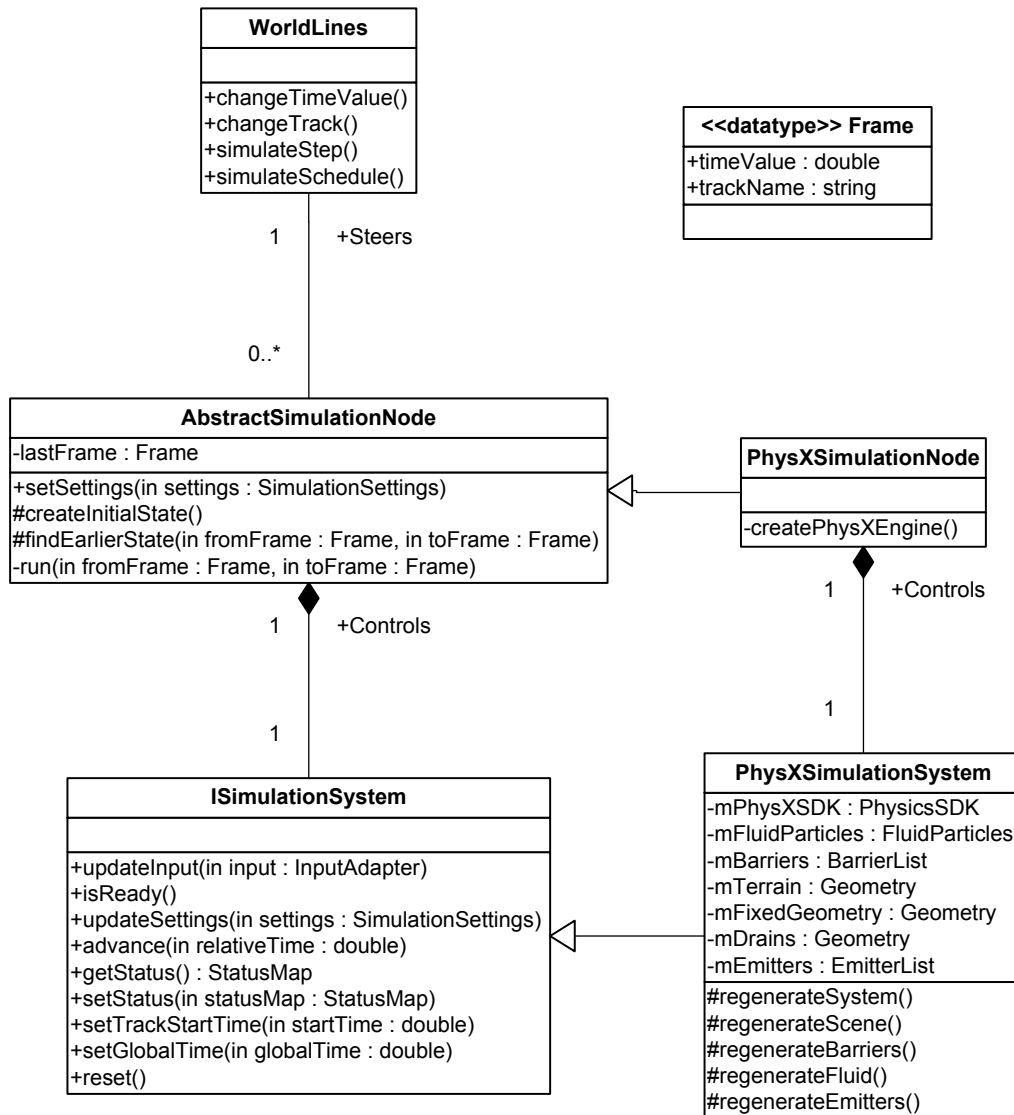 WorldLines
+changeTimeValue()
+changeTrack()
+simulateStep()
+simulateSchedule()
<<datatype>> Frame
+timeValue : double
+trackName : string
1
+Steers
0..*
AbstractSimulationNode
-lastFrame : Frame
+setSettings(in settings : SimulationSettings)
#createInitialState()
#findEarlierState(in fromFrame : Frame, in toFrame : Frame)
-run(in fromFrame : Frame, in toFrame : Frame)
PhysXSimulationNode
-createPhysXEngine()
1
+Controls
1
1
+Controls
1
ISimulationSystem
+updateInput(in input : InputAdapter)
+isReady()
+updateSettings(in settings : SimulationSettings)
+advance(in relativeTime : double)
+getStatus() : StatusMap
+setStatus(in statusMap : StatusMap)
+setTrackStartTime(in startTime : double)
+setGlobalTime(in globalTime : double)
+reset()
PhysXSimulationSystem
-mPhysXSDK : PhysicsSDK
-mFluidParticles : FluidParticles
-mBarriers : BarrierList
-mTerrain : Geometry
-mFixedGeometry : Geometry
-mDrains : Geometry
-mEmitters : EmitterList
#regenerateSystem()
#regenerateScene()
#regenerateBarriers()
#regenerateFluid()
#regenerateEmitters()